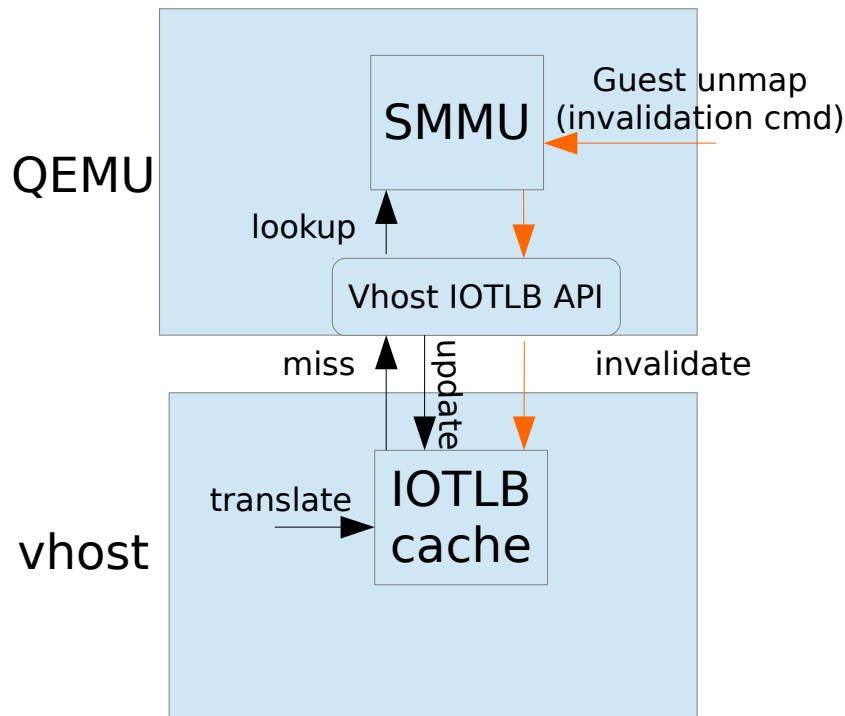 Guest unmap
(invalidation cmd)
SMMU
QEMU
lookup
Vhost IOTLB API
miss
update
invalidate
IOTLB
cache
translate
vhost